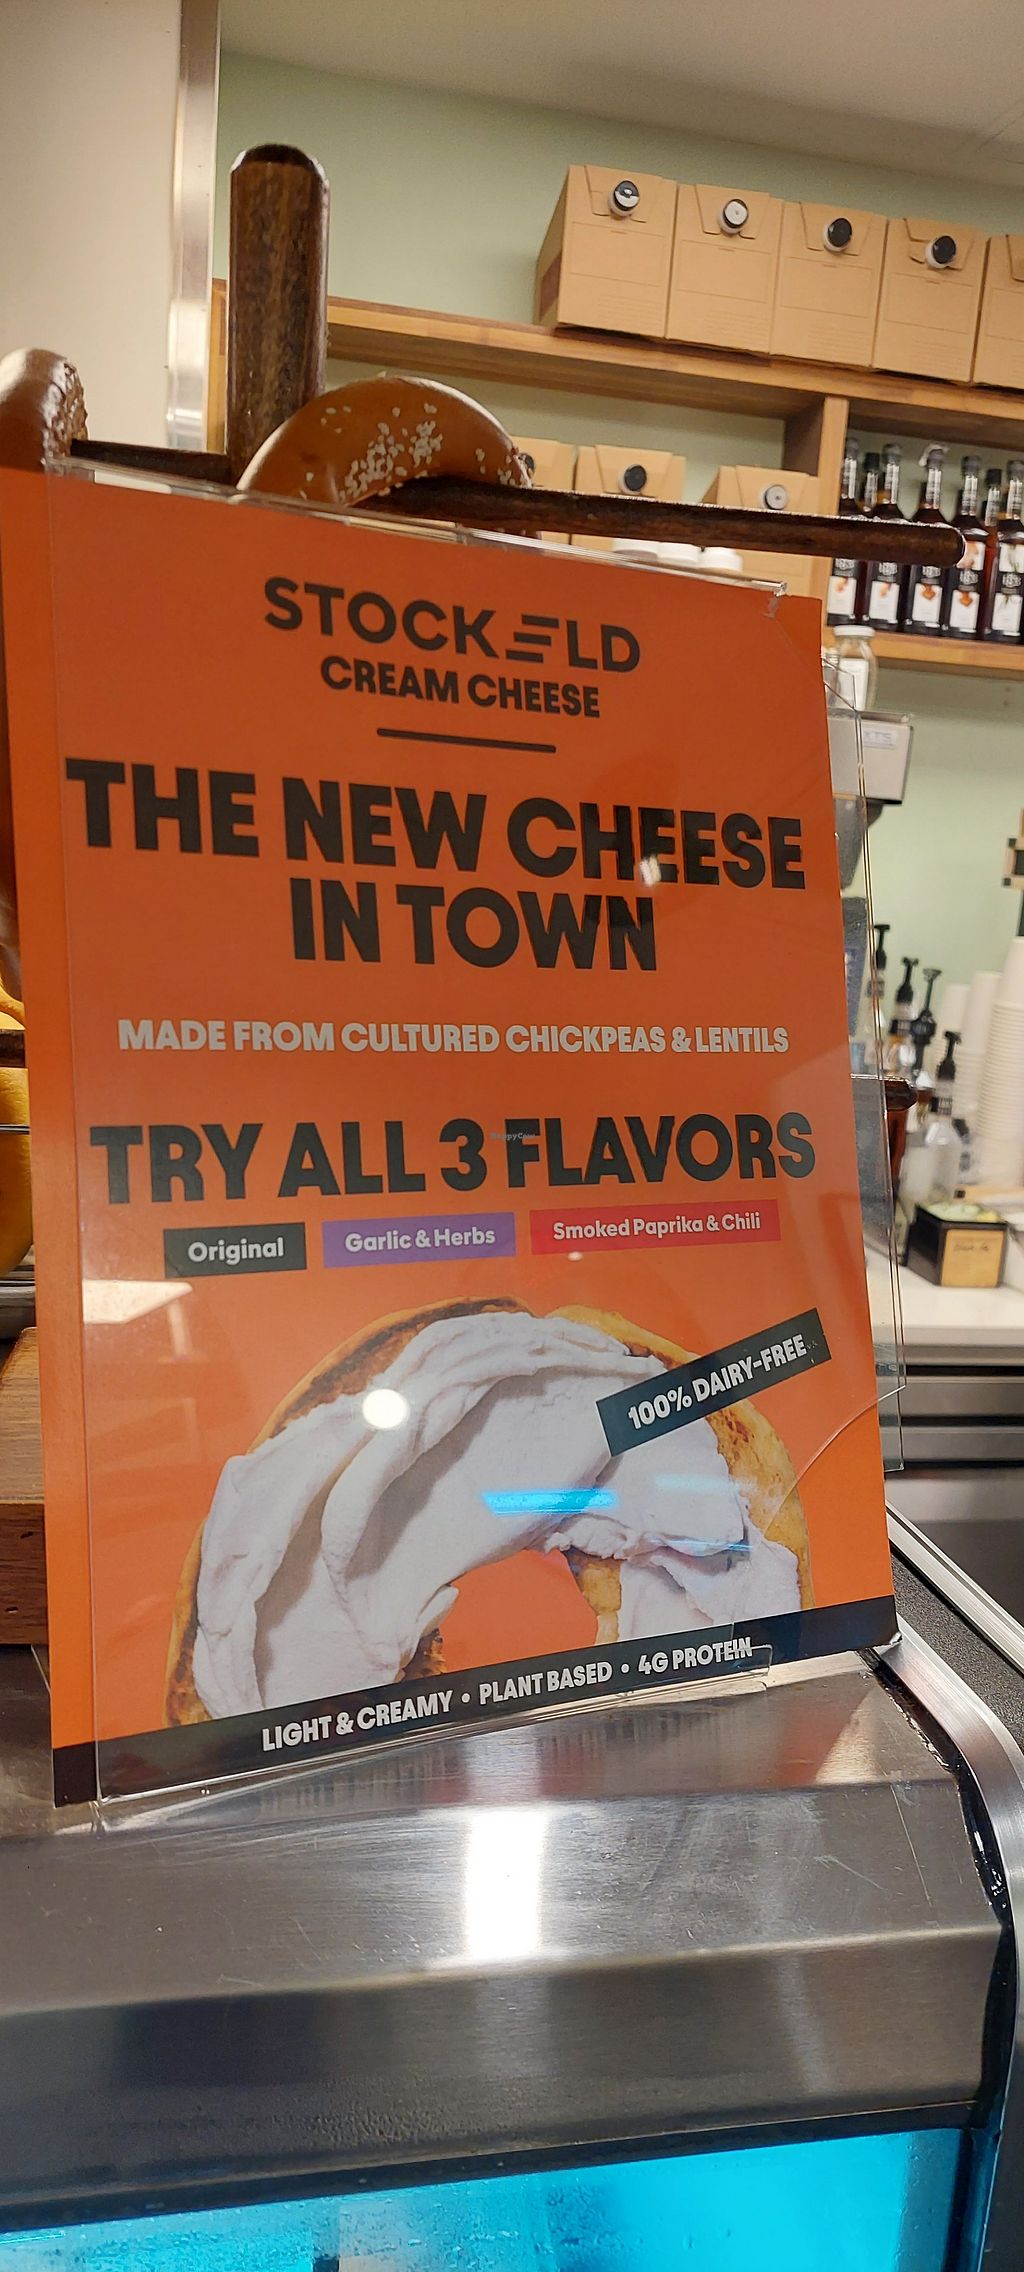 STOCKELD
CREAM CHEESE
THE NEW CHEESE
IN TOWN
MADE FROM CULTURED CHICKPEAS & LENTILS
TRY ALL 3 FLAVORS
HappyCow
Original
Garlic & Herbs
Smoked Paprika & Chili
100% DAIRY-FREE
LIGHT & CREAMY • PLANT BASED • 4G PROTEIN